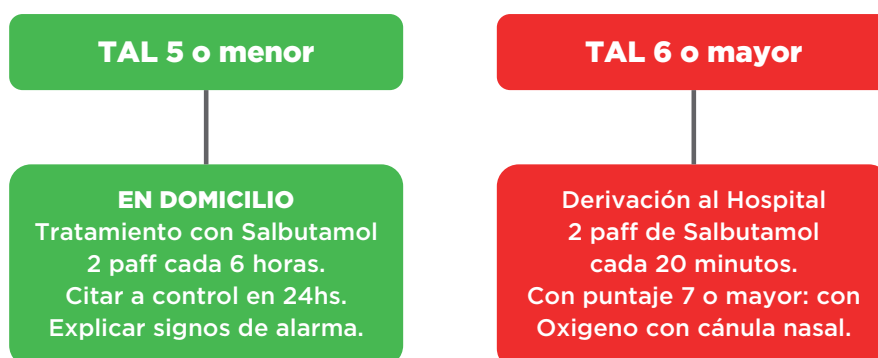 TAL 5 o menor
EN DOMICILIO
Tratamiento con Salbutamol
2 paff cada 6 horas.
Citar a control en 24hs.
Explicar signos de alarma.
TAL 6 o mayor
Derivación al Hospital
2 paff de Salbutamol
cada 20 minutos.
Con puntaje 7 o mayor: con
Oxigeno con cánula nasal.